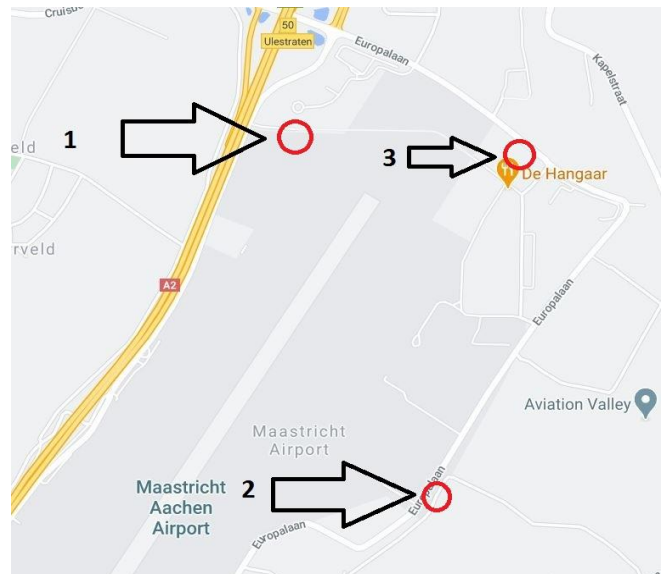 50
Ulestraten
Europalaan
Kapelstraat
1
3
eld
De Hangaar
rveld
A2
Europalaan
Aviation Valley
Maastricht
Airport
Maastricht
Aachen
Airport
2
Europalaan
Europalaan